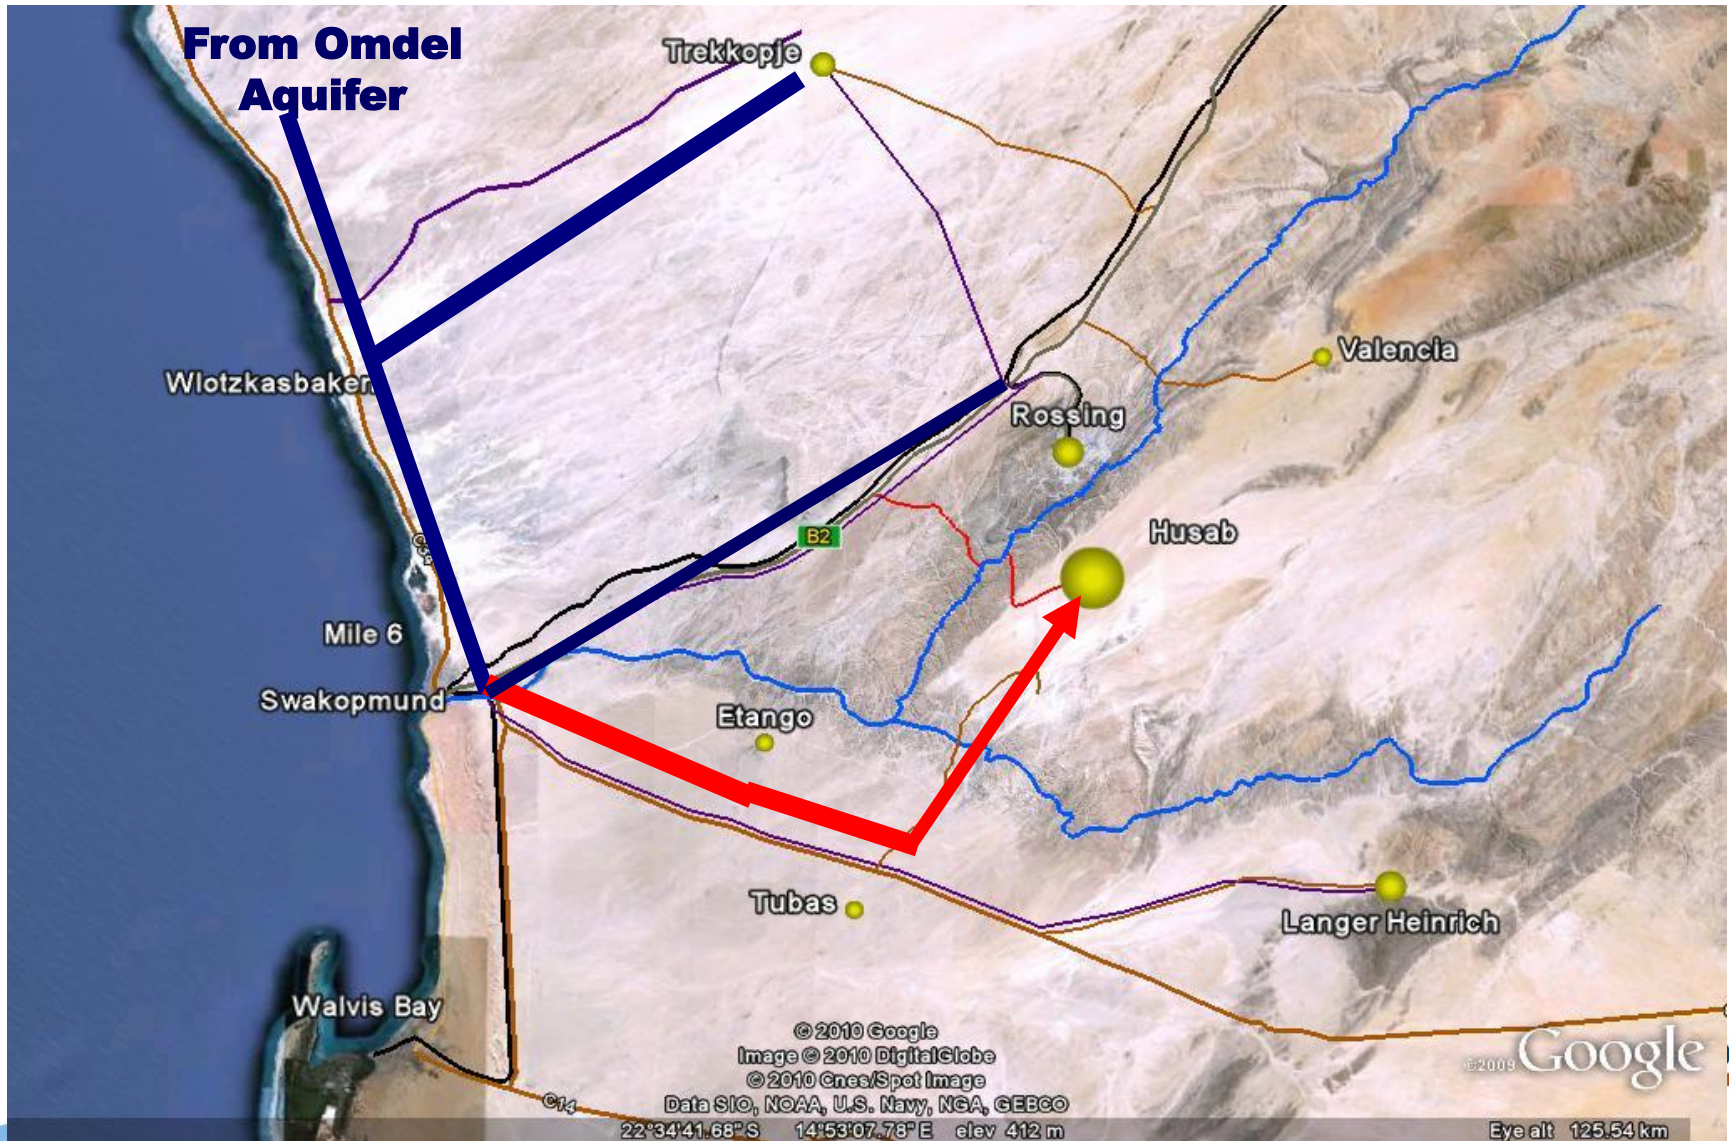 From Omdel
Aquifer
Trekkopje
Valencia
Wlotzkasbaken
Rossing
Husab
B2
Mile 6
Swakopmund
Etango
Tubas
Langer Heinrich
Walvis Bay
C14
© 2010 Google
Image © 2010 DigitalGlobe
© 2010 Cnes/Spot Image
Data SIO, NOAA, U.S. Navy, NGA, GEBCO
©2009 Google
22°34'41.68" S 14°53'07.78" E elev 412 m
Eye alt 125.54 km